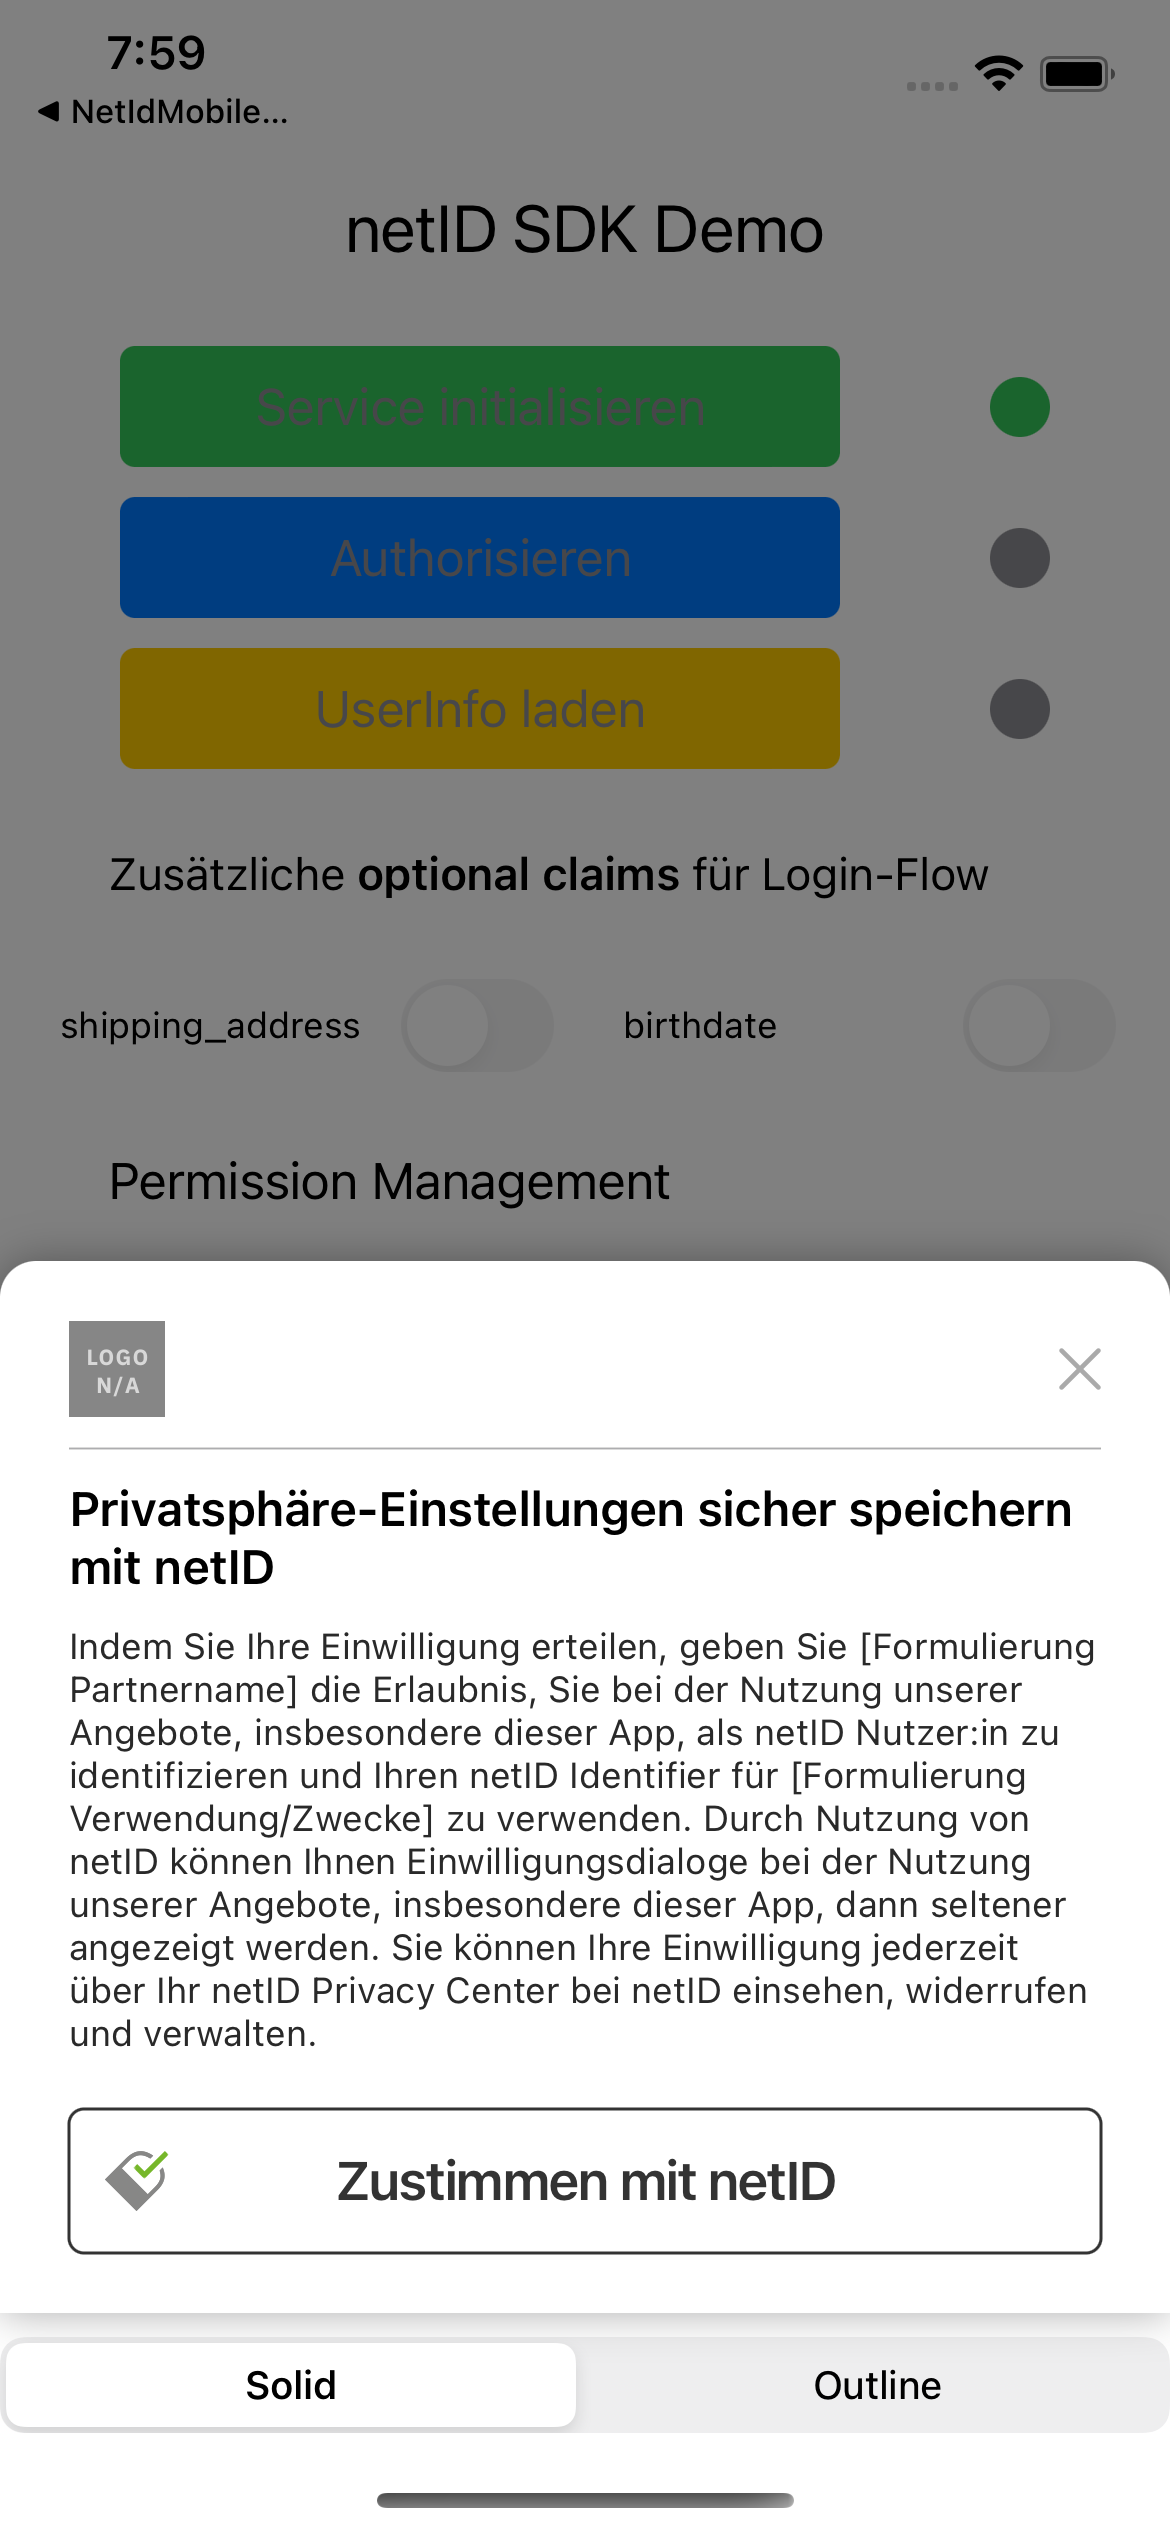 7:59
◀ NetIdMobile...
netID SDK Demo
Service initialisieren
Authorisieren
UserInfo laden
Zusätzliche optional claims für Login-Flow
shipping_address
birthdate
Permission Management
LOGO
N/A
Privatsphäre-Einstellungen sicher speichern
mit netID
Indem Sie Ihre Einwilligung erteilen, geben Sie [Formulierung
Partnername] die Erlaubnis, Sie bei der Nutzung unserer
Angebote, insbesondere dieser App, als netID Nutzer:in zu
identifizieren und Ihren netID Identifier für [Formulierung
Verwendung/Zwecke] zu verwenden. Durch Nutzung von
netID können Ihnen Einwilligungsdialoge bei der Nutzung
unserer Angebote, insbesondere dieser App, dann seltener
angezeigt werden. Sie können Ihre Einwilligung jederzeit
über Ihr netID Privacy Center bei netID einsehen, widerrufen
und verwalten.
Zustimmen mit netID
Solid
Outline